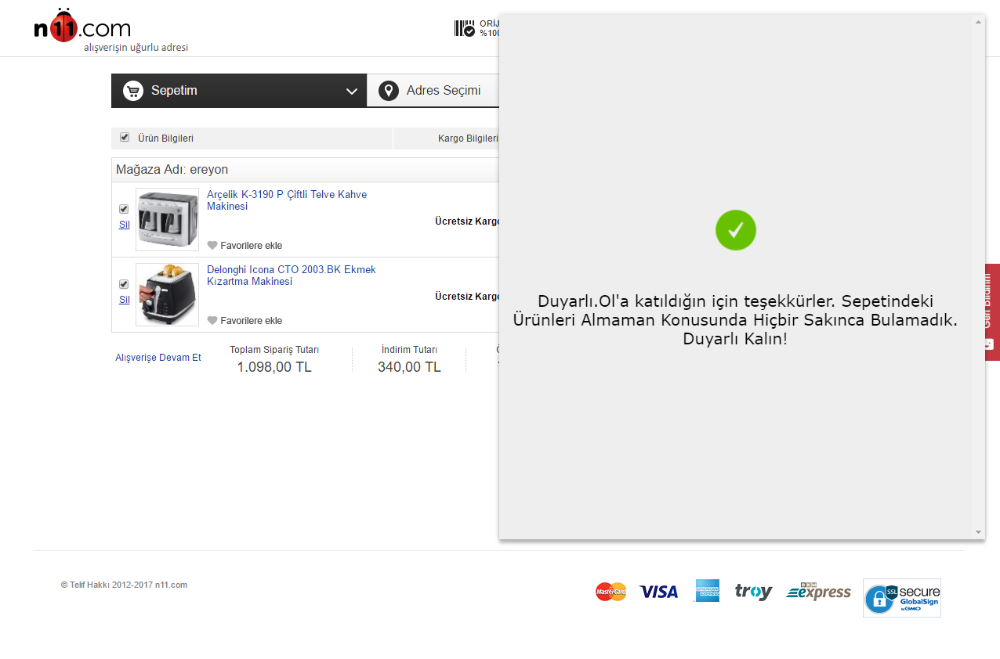 n11.com
alışverişin uğurlu adresi
ORİJ
%100
Sepetim
Adres Seçimi
Ürün Bilgileri
Kargo Bilgileri
Mağaza Adı: ereyon
Arçelik K-3190 P Çiftli Telve Kahve
Makinesi
Sil
Ücretsiz Kargo
Favorilere ekle
Delonghi Icona CTO 2003.BK Ekmek
Kızartma Makinesi
Sil
Ücretsiz Kargo
Favorilere ekle
Alışverişe Devam Et
Toplam Sipariş Tutarı
1.098,00 TL
İndirim Tutarı
340,00 TL
Duyarlı.Ol'a katıldığın için teşekkürler. Sepetindeki
Ürünleri Almaman Konusunda Hiçbir Sakınca Bulamadık.
Duyarlı Kalın!
Geri Bildirim
© Telif Hakkı 2012-2017 n11.com
MasterCard
VISA
AMERICAN EXPRESS
troy
BKM express
SSL secure
GlobalSign
by GMO